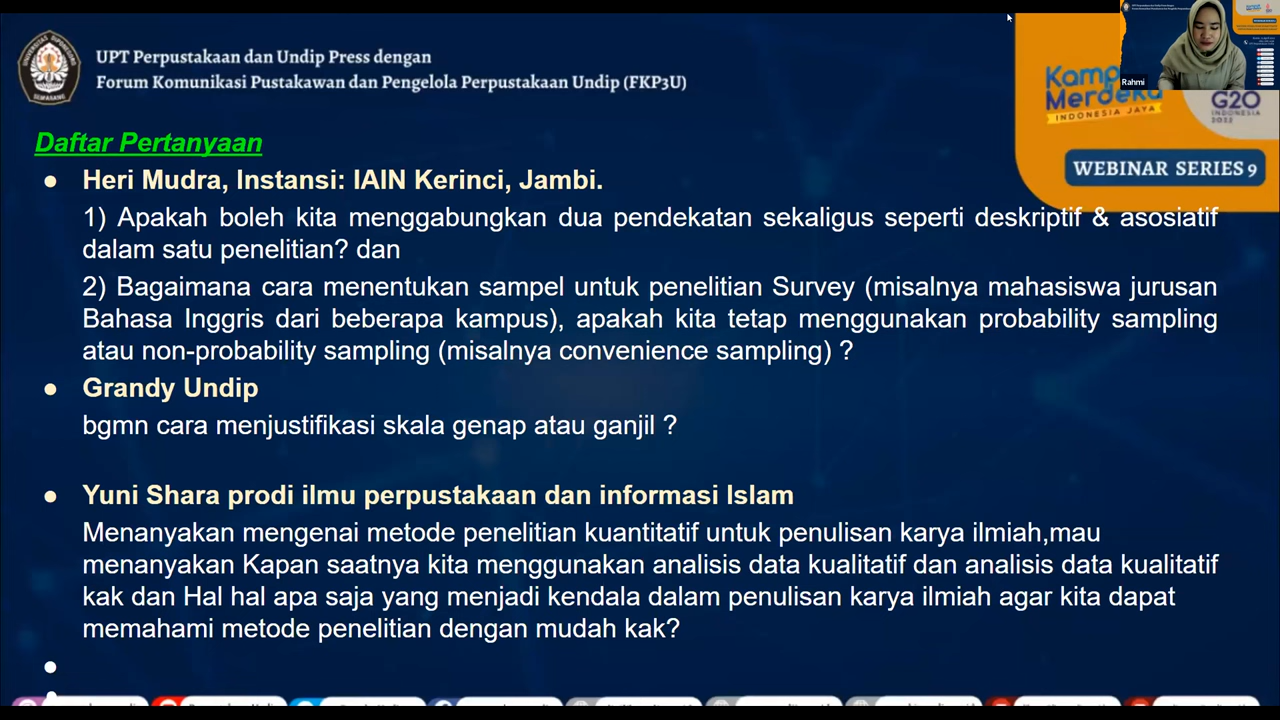 UPT Perpustakaan dan Undip Press dengan
Forum Komunikasi Pustakawan dan Pengelola Perpustakaan Undip (FKP3U)
Rahmi
Merdeka
INDONESIA JAYA
G20
INDONESIA
2022
WEBINAR SERIES 9
Daftar Pertanyaan
● Heri Mudra, Instansi: IAIN Kerinci, Jambi.
1) Apakah boleh kita menggabungkan dua pendekatan sekaligus seperti deskriptif & asosiatif
dalam satu penelitian? dan
2) Bagaimana cara menentukan sampel untuk penelitian Survey (misalnya mahasiswa jurusan
Bahasa Inggris dari beberapa kampus), apakah kita tetap menggunakan probability sampling
atau non-probability sampling (misalnya convenience sampling) ?
● Grandy Undip
bgmn cara menjustifikasi skala genap atau ganjil ?
● Yuni Shara prodi ilmu perpustakaan dan informasi Islam
Menanyakan mengenai metode penelitian kuantitatif untuk penulisan karya ilmiah,mau
menanyakan Kapan saatnya kita menggunakan analisis data kualitatif dan analisis data kualitatif
kak dan Hal hal apa saja yang menjadi kendala dalam penulisan karya ilmiah agar kita dapat
memahami metode penelitian dengan mudah kak?